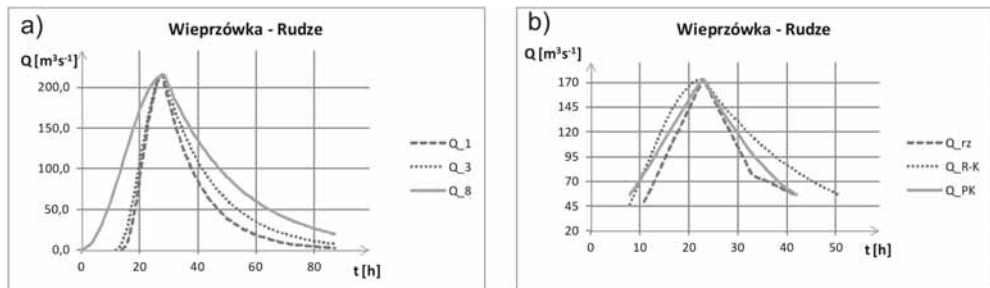 a)
Wieprzówka - Rudze
Q [m³s⁻¹]
200,0
150,0
100,0
50,0
0,0
0
20
40
60
80
t [h]
Q_1
Q_3
Q_8
b)
Wieprzówka - Rudze
Q [m³s⁻¹]
170
145
120
95
70
45
20
0
10
20
30
40
50
t [h]
Q_rz
Q_R-K
Q_PK